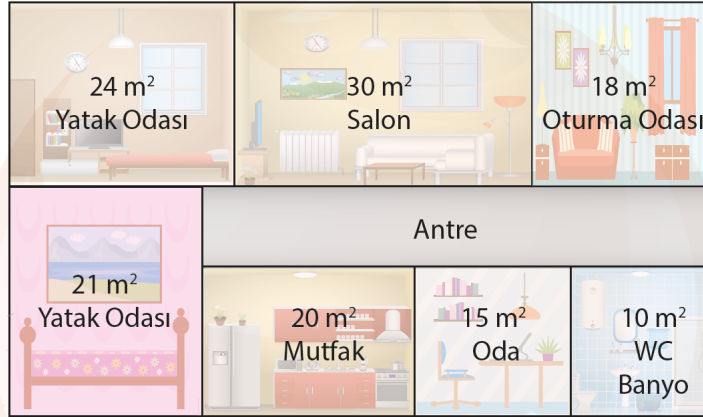 24 m²
Yatak Odası
30 m²
Salon
18 m²
Oturma Odası
Antre
21 m²
Yatak Odası
20 m²
Mutfak
15 m²
Oda
10 m²
WC
Banyo